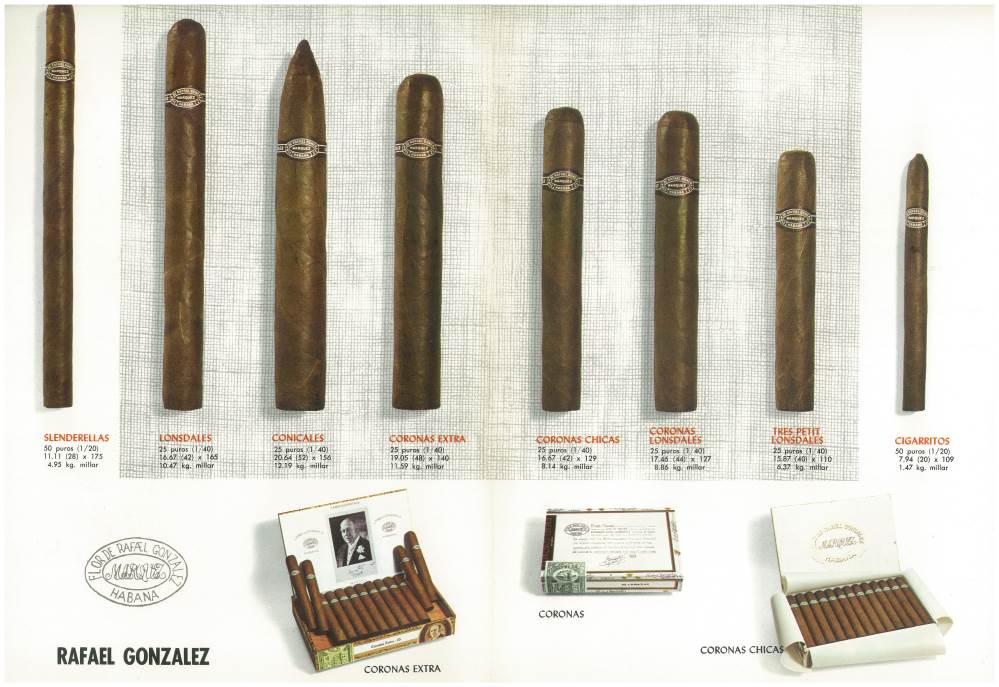 SLENDERELLAS
50 puros (1/20)
11.11 (28) x 175
4.95 kg. millar
LONSDALES
25 puros (1/40)
16.67 (42) x 165
10.47 kg. millar
CONICALES
25 puros (1/40)
20.64 (52) x 156
12.19 kg. millar
CORONAS EXTRA
25 puros (1/40)
19.05 (48) x 140
11.59 kg. millar
CORONAS CHICAS
25 puros (1/40)
16.67 (42) x 129
8.14 kg. millar
CORONAS
LONSDALES
25 puros (1/40)
17.46 (44) x 127
8.86 kg. millar
TRES PETIT
LONSDALES
25 puros (1/40)
15.87 (40) x 110
6.37 kg. millar
CIGARRITOS
50 puros (1/20)
7.94 (20) x 109
1.47 kg. millar
FLOR DE RAFAEL GONZALEZ
MARQUEZ
HABANA
RAFAEL GONZALEZ
CORONAS EXTRA
CORONAS
CORONAS CHICAS